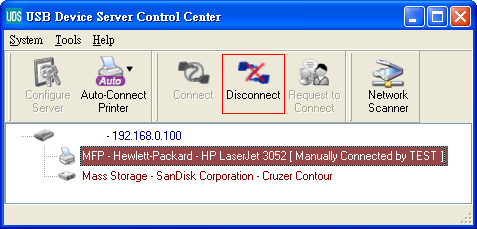 UDS USB Device Server Control Center
System Tools Help
Configure Server
Auto
Auto-Connect Printer
Connect
Disconnect
Request to Connect
Network Scanner
- 192.168.0.100
MFP - Hewlett-Packard - HP LaserJet 3052 [ Manually Connected by TEST ]
Mass Storage - SanDisk Corporation - Cruzer Contour